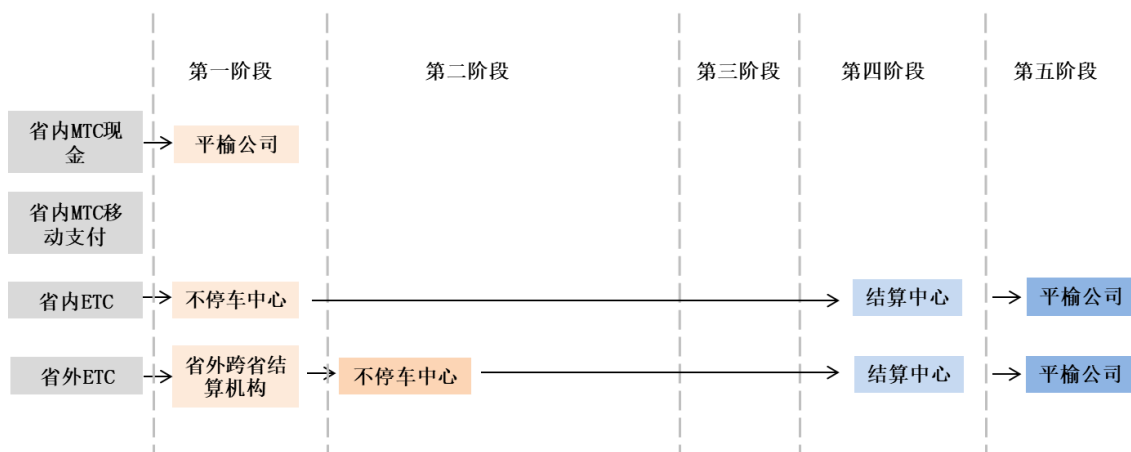 第一阶段
第二阶段
第三阶段
第四阶段
第五阶段
省内MTC现
金
平榆公司
省内MTC移
动支付
省内ETC
不停车中心
结算中心
平榆公司
省外ETC
省外跨省结
算机构
不停车中心
结算中心
平榆公司